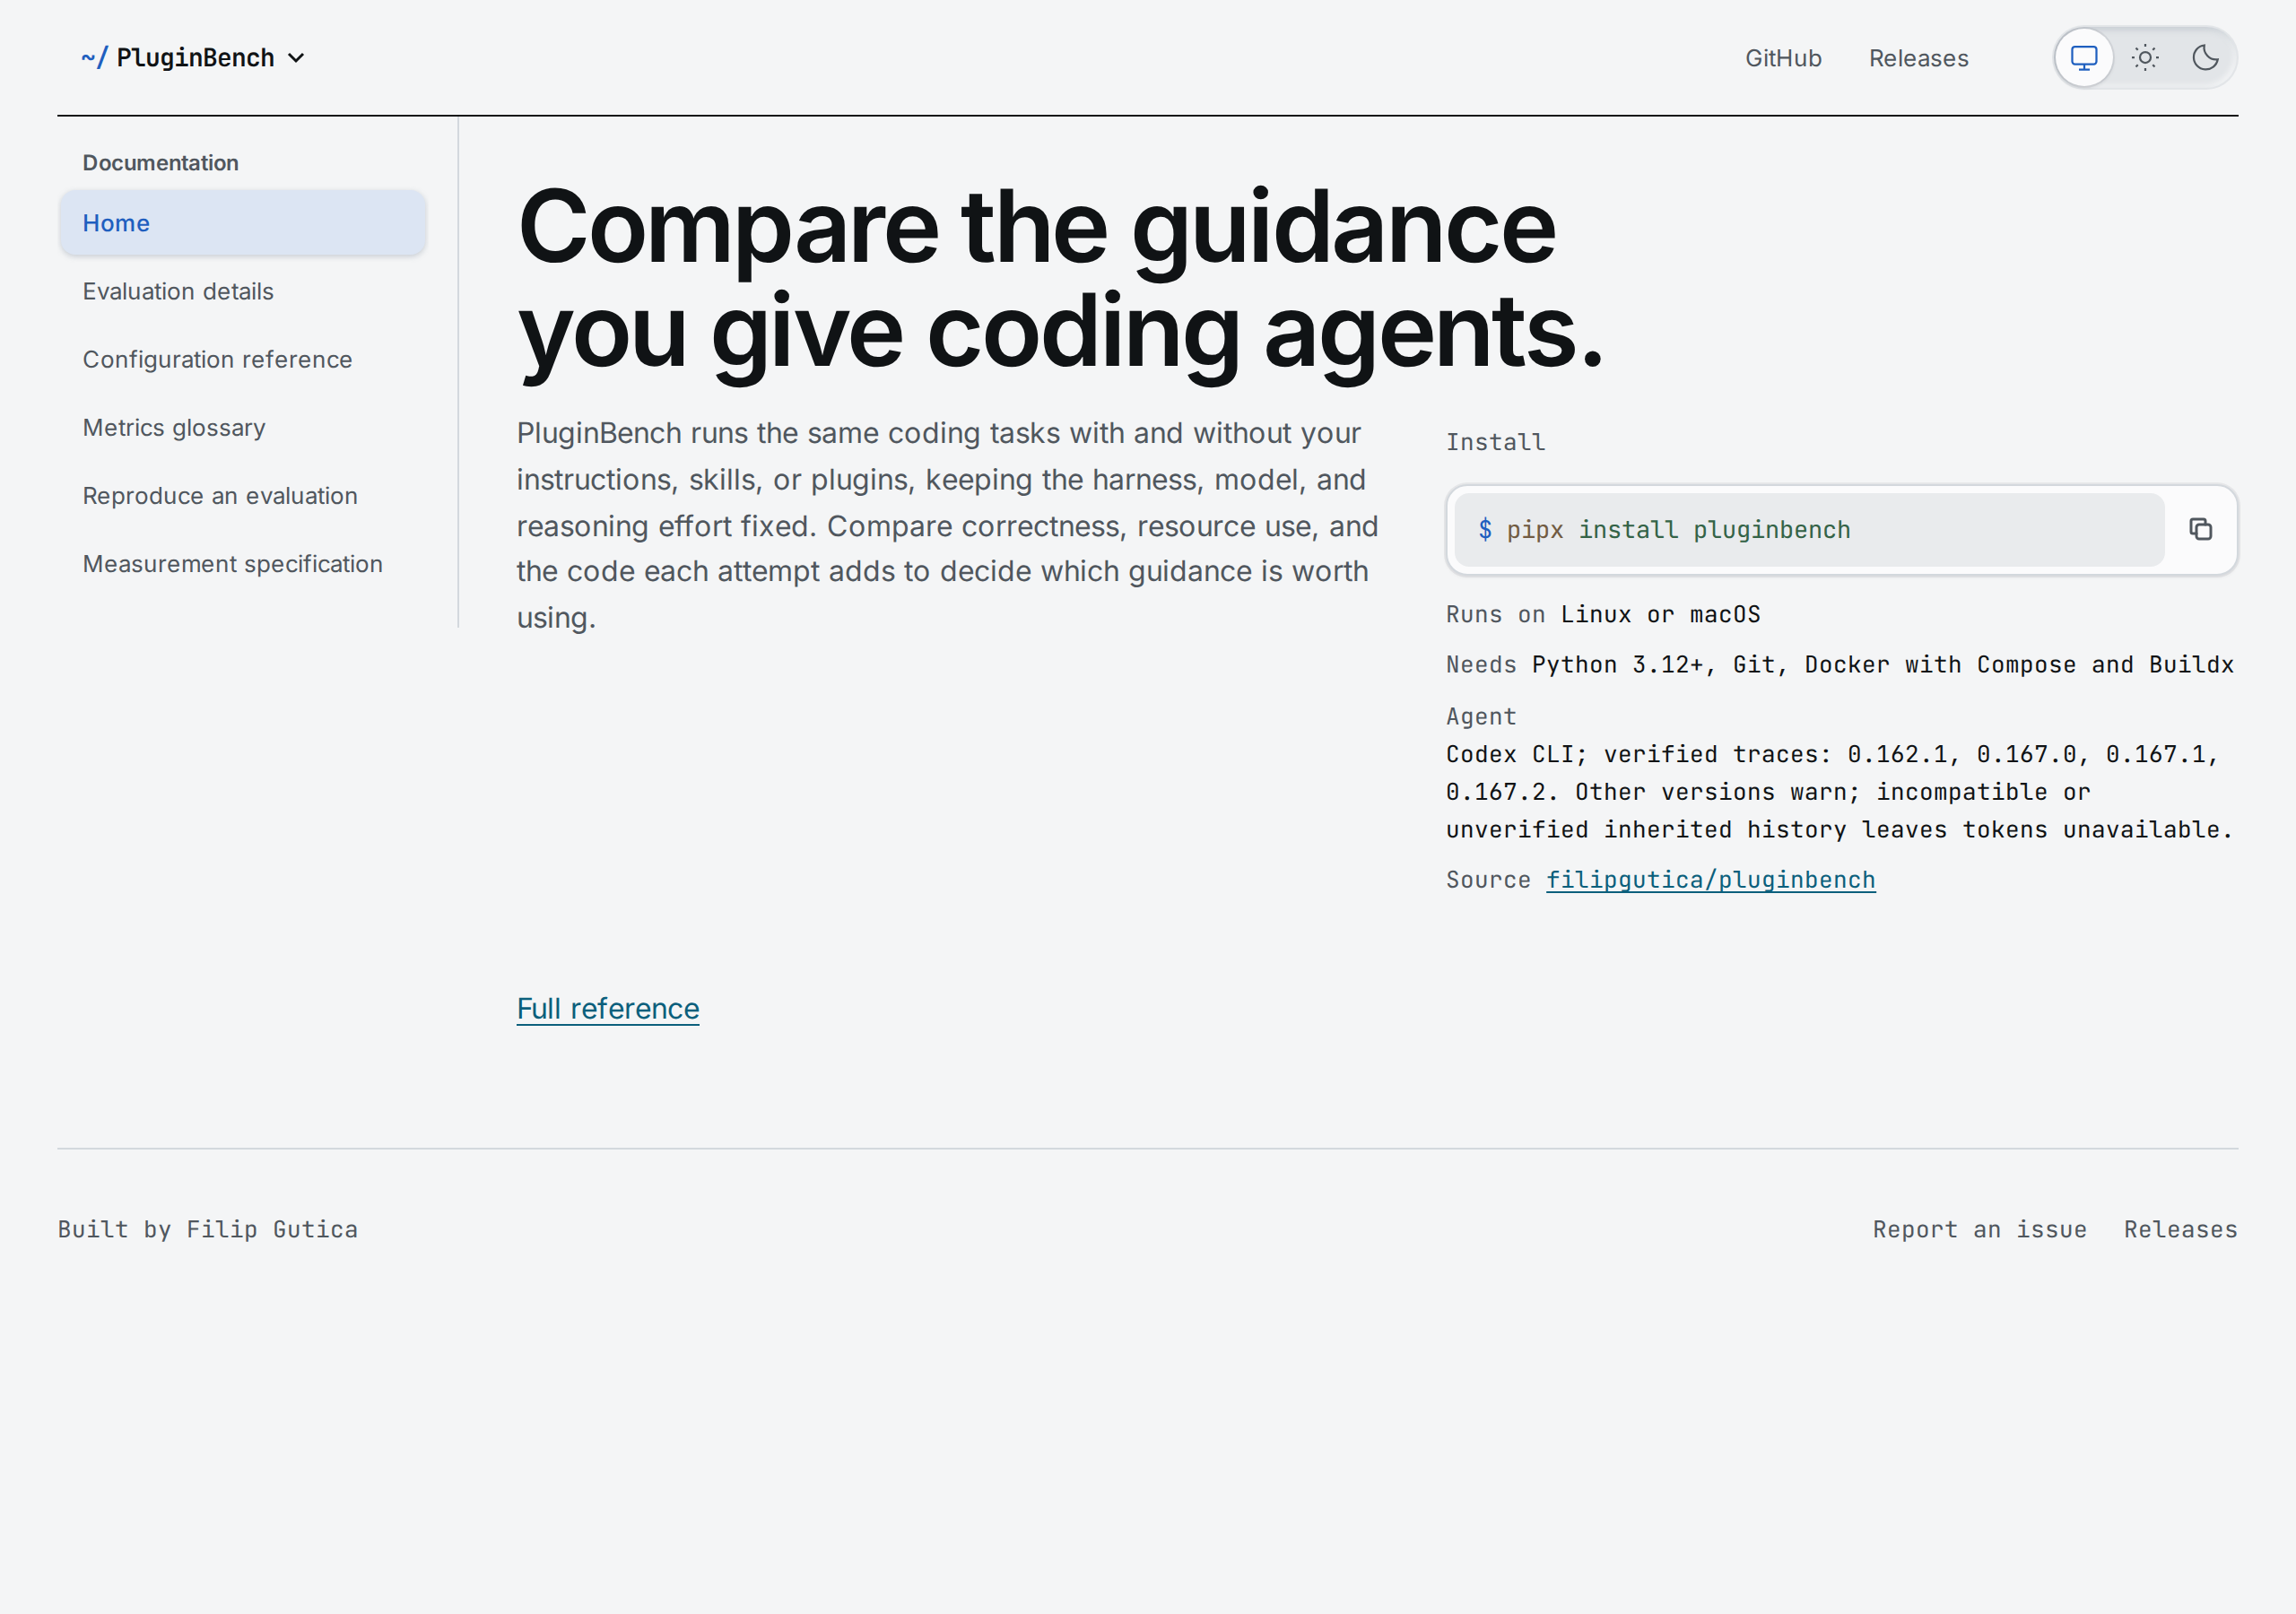 ~/ PluginBench
GitHub
Releases
Documentation
Home
Evaluation details
Configuration reference
Metrics glossary
Reproduce an evaluation
Measurement specification
Compare the guidance
you give coding agents.
PluginBench runs the same coding tasks with and without your
instructions, skills, or plugins, keeping the harness, model, and
reasoning effort fixed. Compare correctness, resource use, and
the code each attempt adds to decide which guidance is worth
using.
Install
$ pipx install pluginbench
Runs on Linux or macOS
Needs Python 3.12+, Git, Docker with Compose and Buildx
Agent
Codex CLI; verified traces: 0.162.1, 0.167.0, 0.167.1,
0.167.2. Other versions warn; incompatible or
unverified inherited history leaves tokens unavailable.
Source filipgutica/pluginbench
Full reference
Built by Filip Gutica
Report an issue
Releases